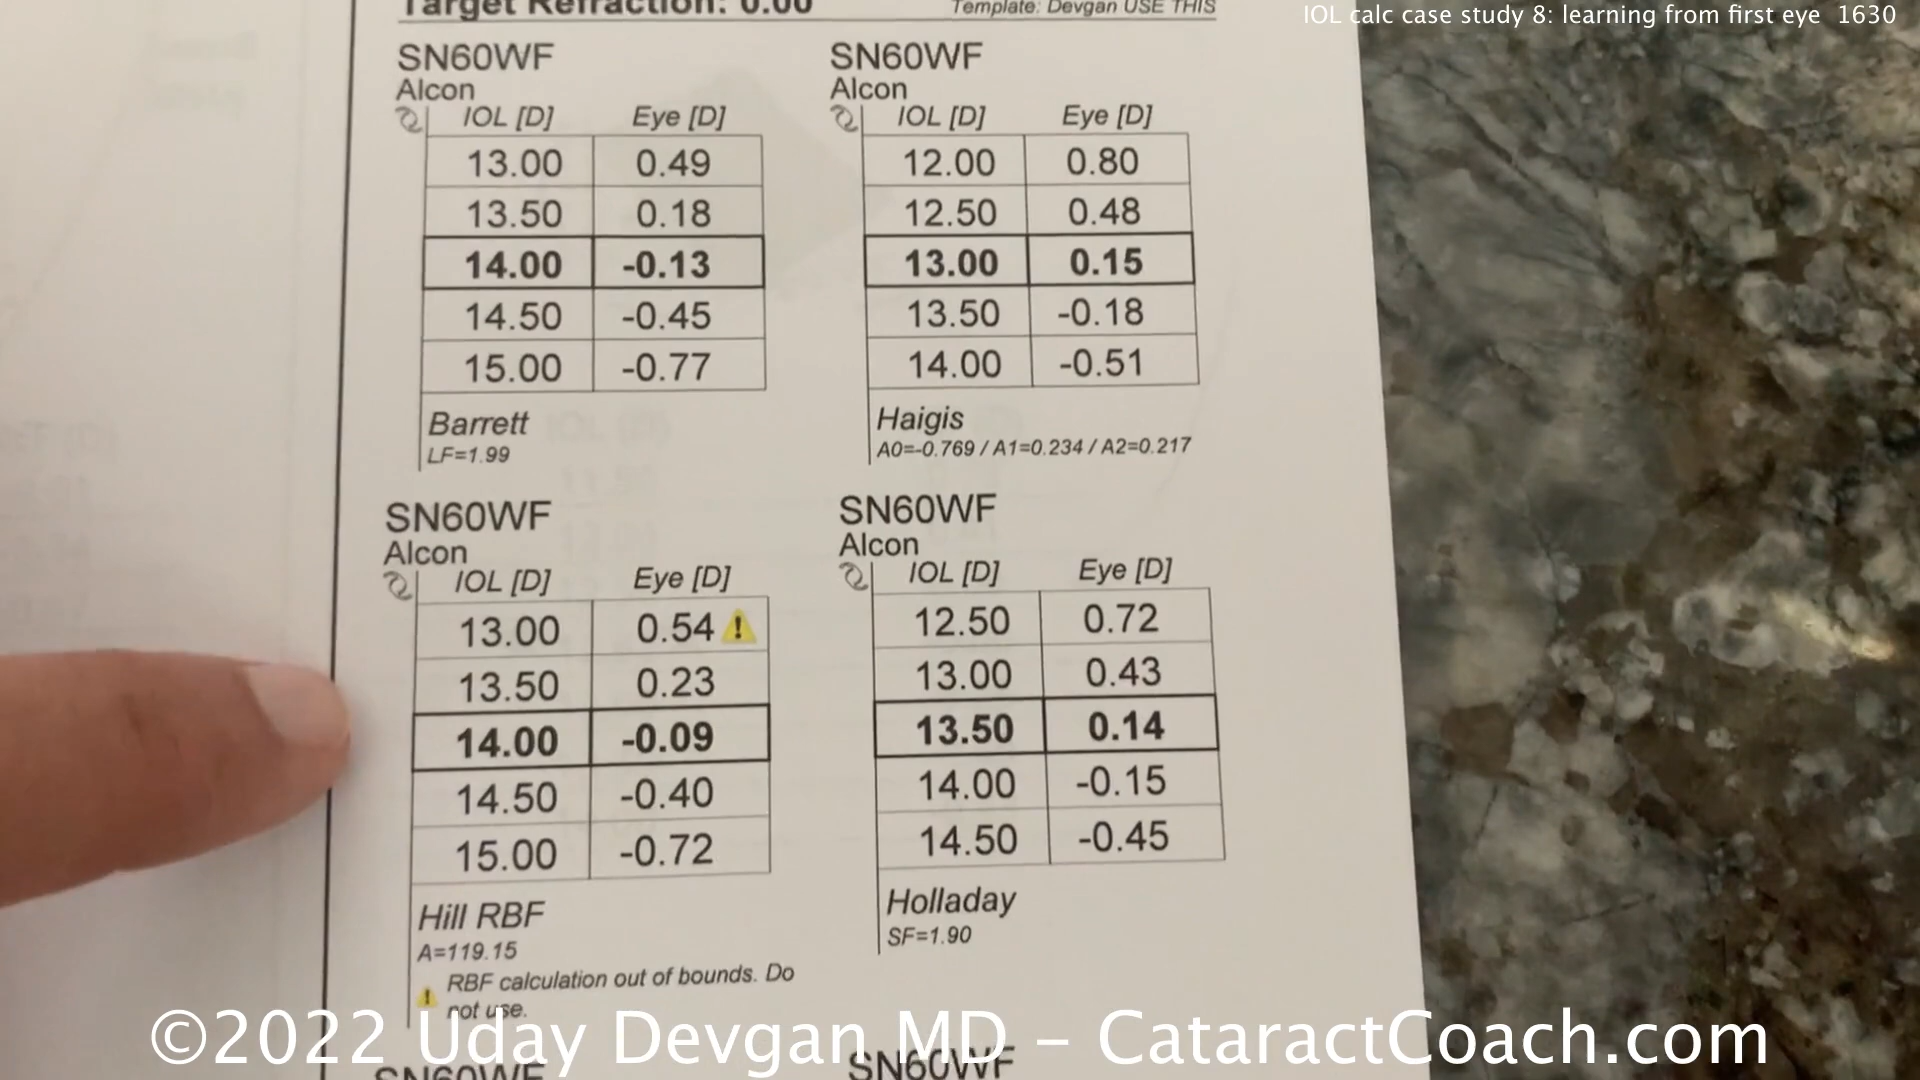 IOL calc case study 8: learning from first eye 1630
Target Refraction: 0.00
Template: Devgan USE THIS
SN60WF
Alcon
IOL [D] Eye [D]
13.00 0.49
13.50 0.18
14.00 -0.13
14.50 -0.45
15.00 -0.77
Barrett
LF=1.99
SN60WF
Alcon
IOL [D] Eye [D]
12.00 0.80
12.50 0.48
13.00 0.15
13.50 -0.18
14.00 -0.51
Haigis
A0=-0.769 / A1=0.234 / A2=0.217
SN60WF
Alcon
IOL [D] Eye [D]
13.00 0.54
13.50 0.23
14.00 -0.09
14.50 -0.40
15.00 -0.72
Hill RBF
A=119.15
RBF calculation out of bounds. Do
not use.
SN60WF
Alcon
IOL [D] Eye [D]
12.50 0.72
13.00 0.43
13.50 0.14
14.00 -0.15
14.50 -0.45
Holladay
SF=1.90
SN60WF
SN60WF
©2022 Uday Devgan MD – CataractCoach.com